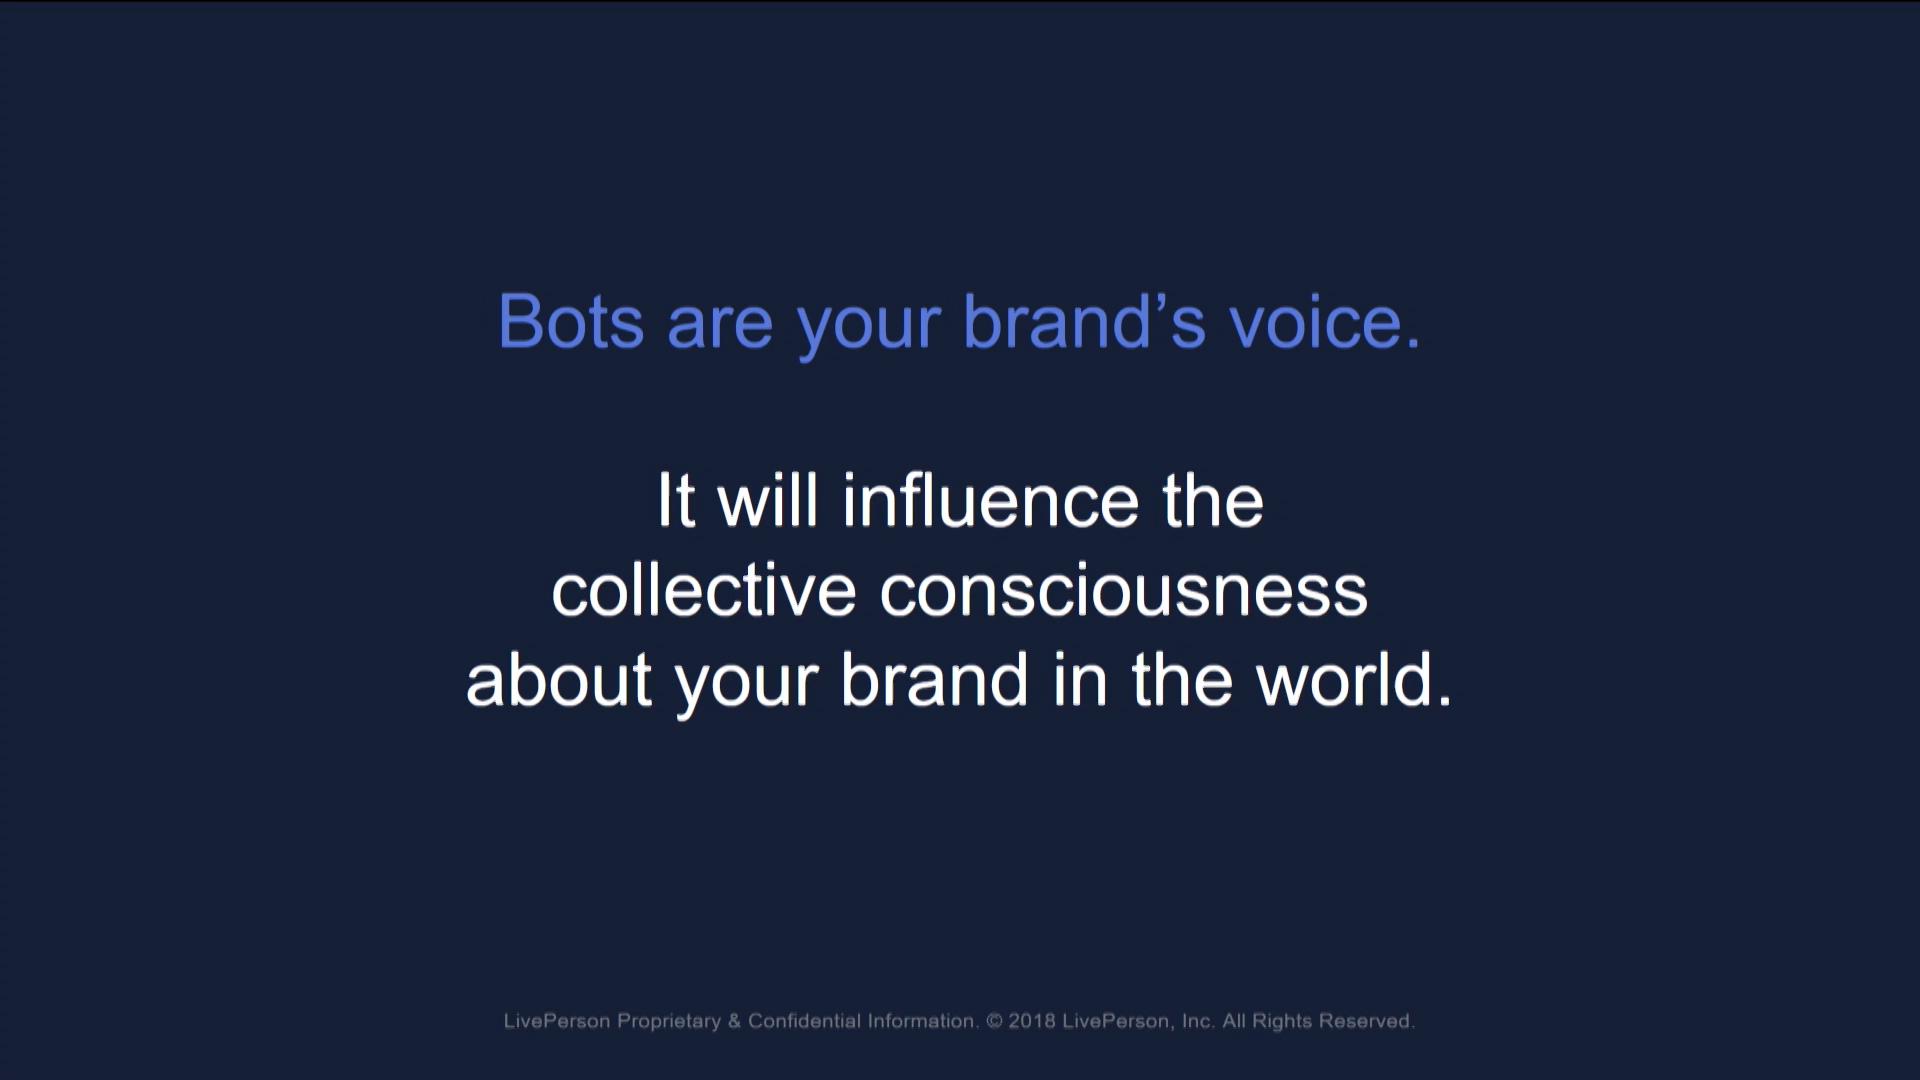 Bots are your brand’s voice.
It will influence the
collective consciousness
about your brand in the world.
LivePerson Proprietary & Confidential Information. © 2018 LivePerson, Inc. All Rights Reserved.